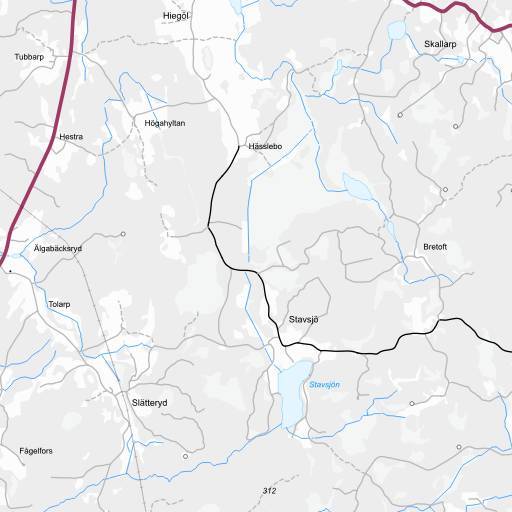 Hiegöl
Skallarp
Tubbarp
Högahyltan
Hestra
Hässlebo
Älgabäcksryd
Bretoft
Tolarp
Stavsjö
Stavsjön
Slätteryd
Fågelfors
312